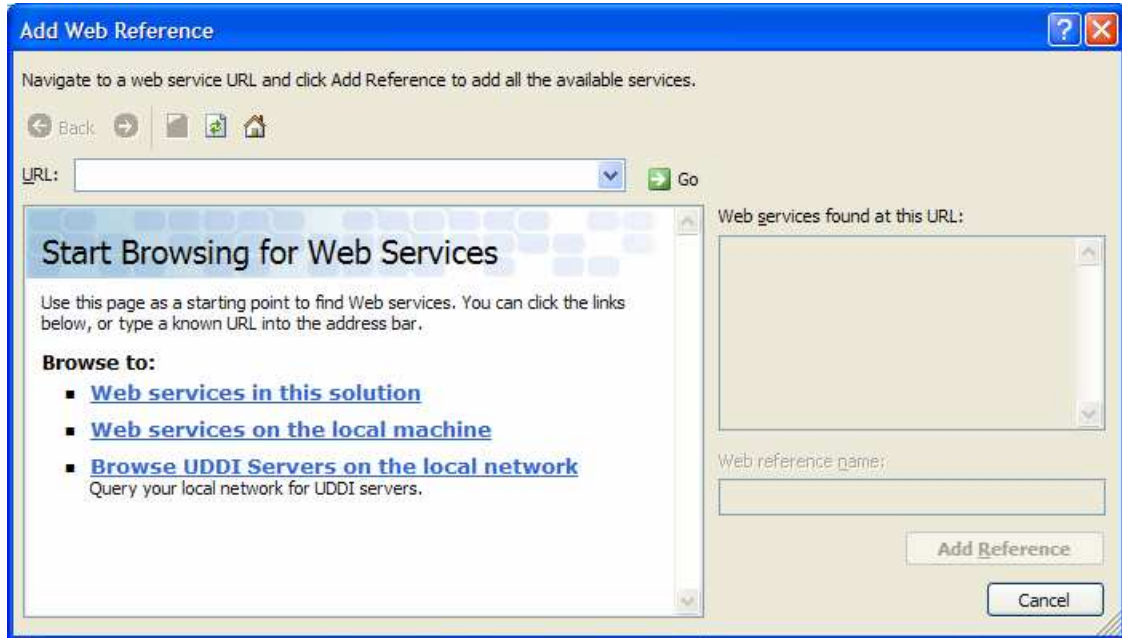 Add Web Reference
Navigate to a web service URL and click Add Reference to add all the available services.
Back
URL:
Go
Start Browsing for Web Services
Use this page as a starting point to find Web services. You can click the links
below, or type a known URL into the address bar.
Browse to:
Web services in this solution
Web services on the local machine
Browse UDDI Servers on the local network
Query your local network for UDDI servers.
Web services found at this URL:
Web reference name:
Add Reference
Cancel